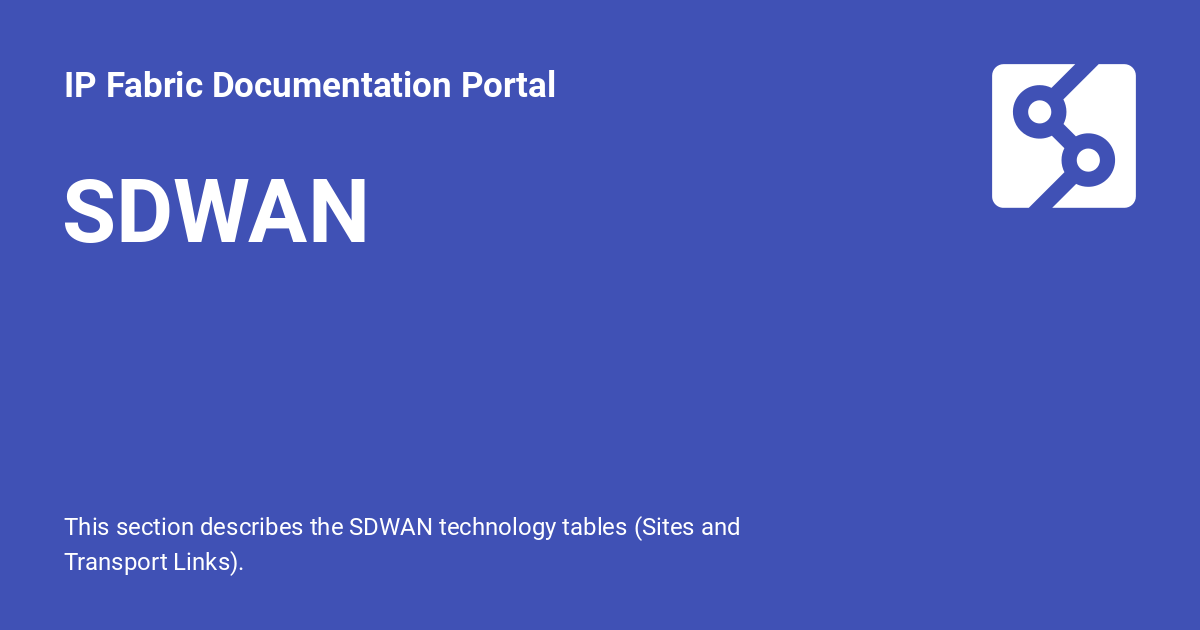 IP Fabric Documentation Portal
SDWAN
This section describes the SDWAN technology tables (Sites and
Transport Links).